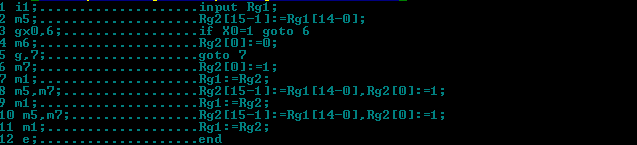 1 i1;.....................input Rg1;
2 m5;.....................Rg2[15-1]:=Rg1[14-0];
3 gx0,6;..................if X0=1 goto 6
4 m6;.....................Rg2[0]:=0;
5 g,7;....................goto 7
6 m7;.....................Rg2[0]:=1;
7 m1;.....................Rg1:=Rg2;
8 m5,m7;..................Rg2[15-1]:=Rg1[14-0],Rg2[0]:=1;
9 m1;.....................Rg1:=Rg2;
10 m5,m7;.................Rg2[15-1]:=Rg1[14-0],Rg2[0]:=1;
11 m1;....................Rg1:=Rg2;
12 e;.....................end